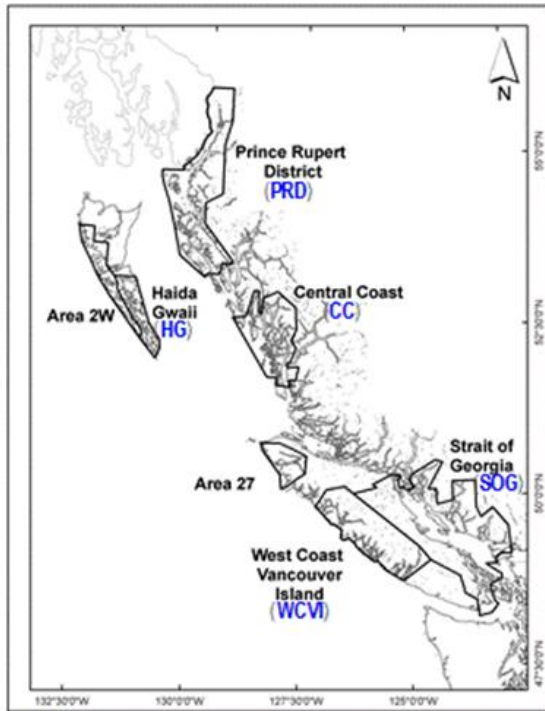 N
55°0'0"N
Prince Rupert
District
(PRD)
Haida
Gwaii
(HG)
Area 2W
Central Coast
(CC)
52°30'0"N
Strait of
Georgia
(SOG)
Area 27
50°0'0"N
West Coast
Vancouver
Island
(WCVI)
47°30'0"N
132°30'0"W
130°0'0"W
127°30'0"W
125°0'0"W